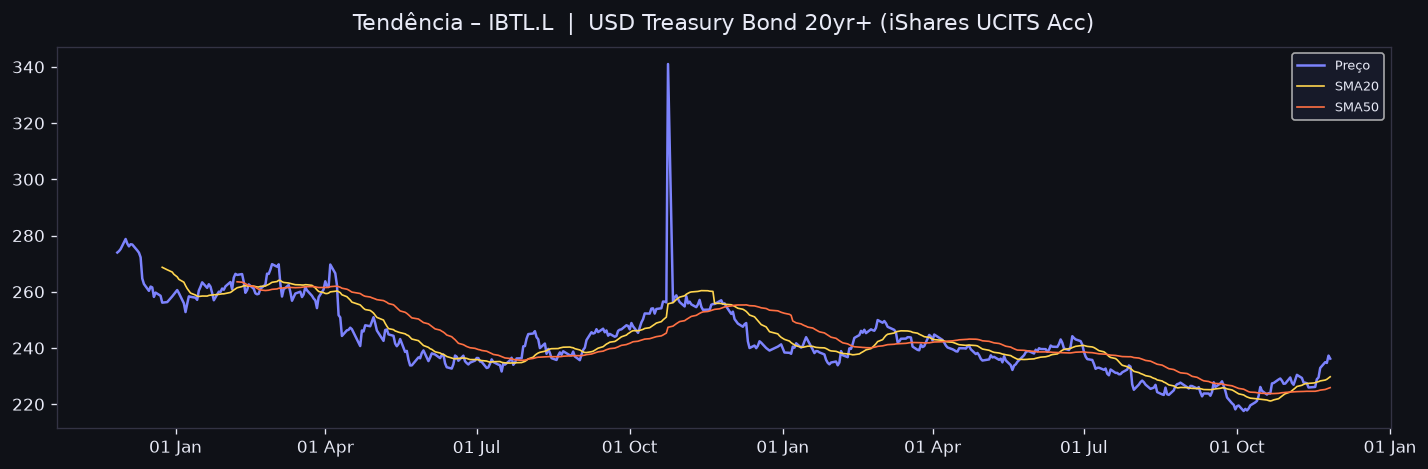 Tendência – IBTL.L | USD Treasury Bond 20yr+ (iShares UCITS Acc)
Preço
SMA20
SMA50
340
320
300
280
260
240
220
01 Jan
01 Apr
01 Jul
01 Oct
01 Jan
01 Apr
01 Jul
01 Oct
01 Jan